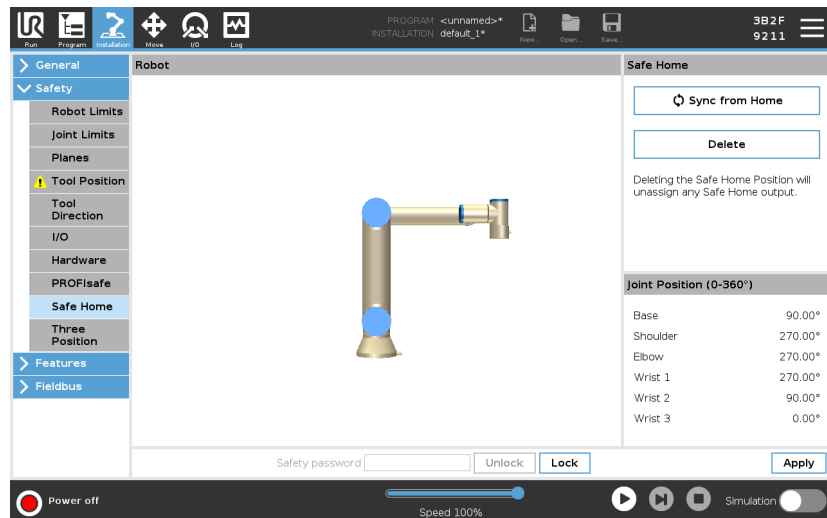 PROGRAM <unnamed>*
INSTALLATION default_1*
Run
Program
Installation
Move
I/O
Log
New...
Open...
Save...
3B2F
9211
General
Safety
Robot Limits
Joint Limits
Planes
Tool Position
Tool
Direction
I/O
Hardware
PROFIsafe
Safe Home
Three
Position
Features
Fieldbus
Robot
Safe Home
Sync from Home
Delete
Deleting the Safe Home Position will
unassign any Safe Home output.
Joint Position (0-360°)
Base 90.00°
Shoulder 270.00°
Elbow 270.00°
Wrist 1 270.00°
Wrist 2 90.00°
Wrist 3 0.00°
Safety password
Unlock
Lock
Apply
Power off
Speed 100%
Simulation